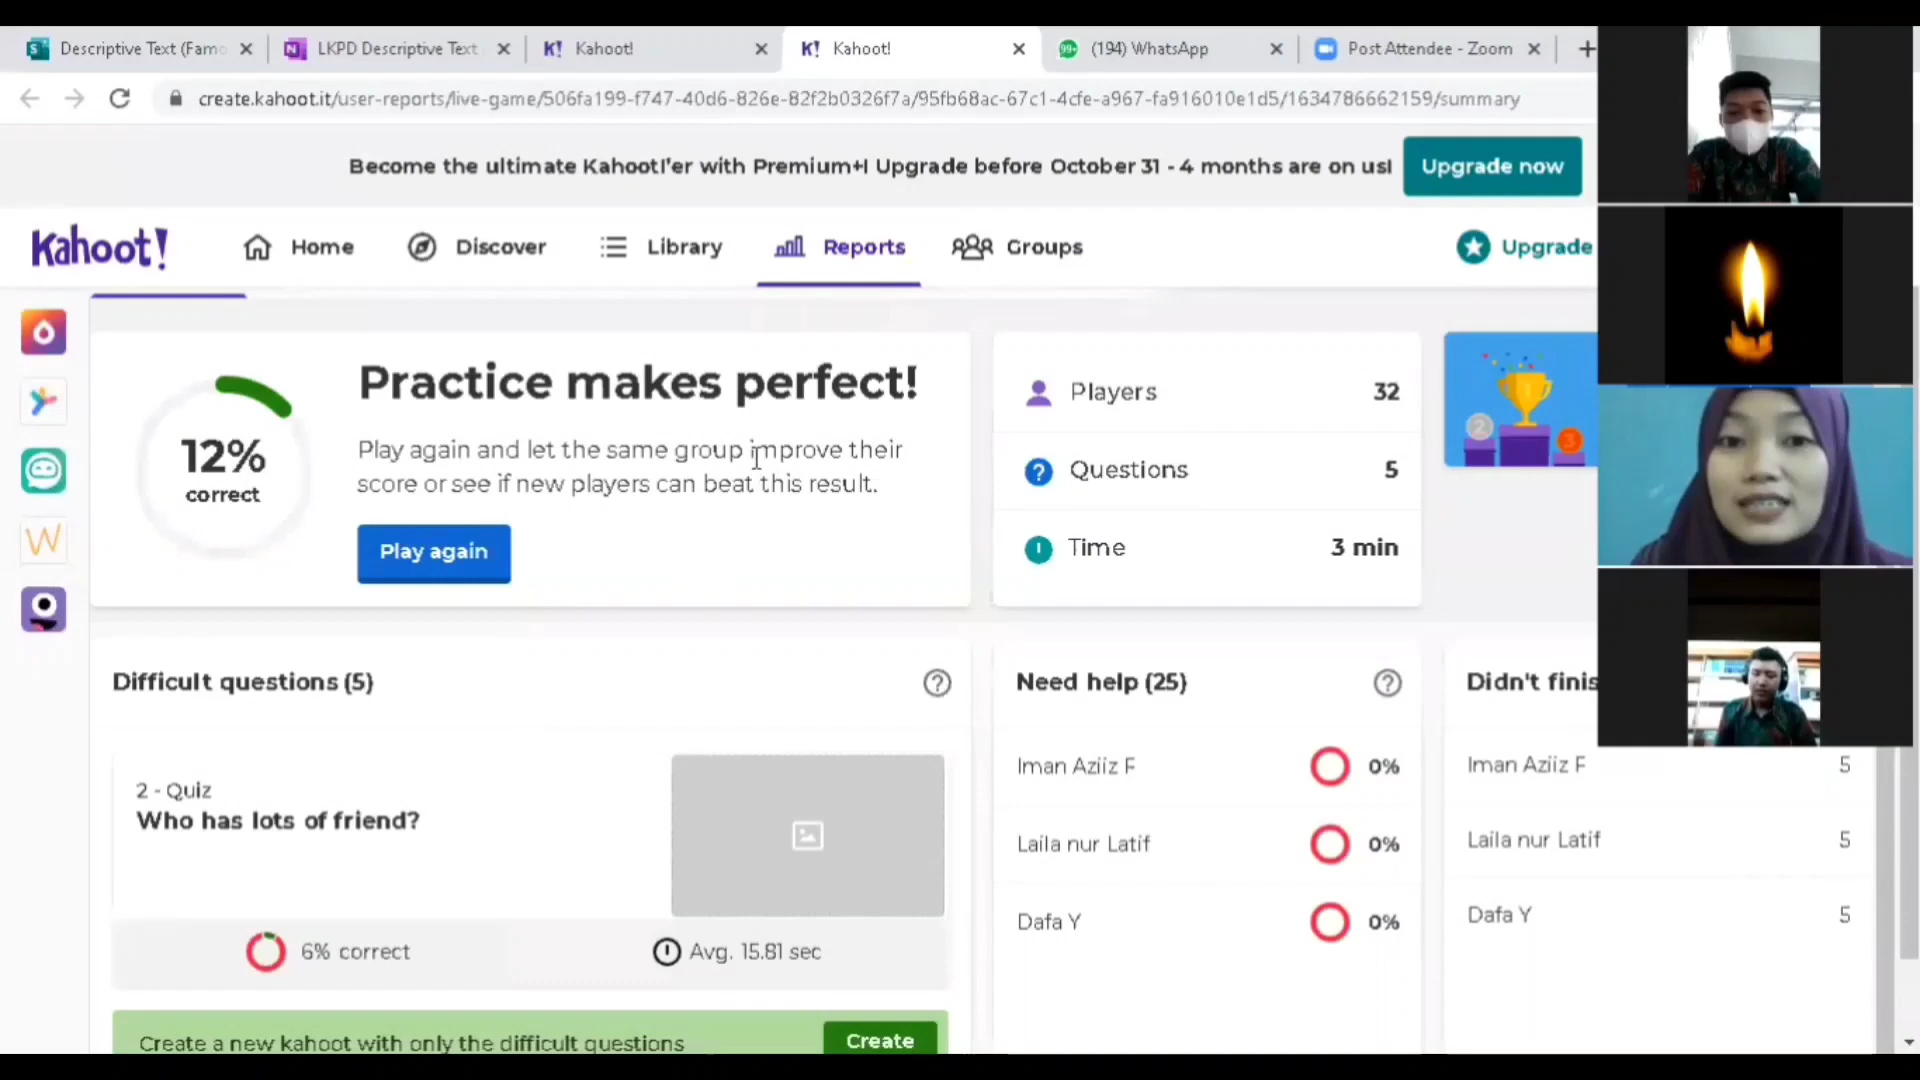 Descriptive Text (Famo
LKPD Descriptive Text
K! Kahoot!
K! Kahoot!
99+ (194) WhatsApp
Post Attendee - Zoom
create.kahoot.it/user-reports/live-game/506fa199-f747-40d6-826e-82f2b0326f7a/95fb68ac-67c1-4cfe-a967-fa916010e1d5/1634786662159/summary
Become the ultimate Kahoot!'er with Premium+! Upgrade before October 31 - 4 months are on us!
Upgrade now
Kahoot!
Home
Discover
Library
Reports
Groups
Upgrade
12%
correct
Practice makes perfect!
Play again and let the same group improve their
score or see if new players can beat this result.
Play again
Players 32
Questions 5
Time 3 min
2 3
W
Difficult questions (5)
2 - Quiz
Who has lots of friend?
6% correct
Avg. 15.81 sec
Create a new kahoot with only the difficult questions
Create
Need help (25)
Iman Aziiz F 0%
Laila nur Latif 0%
Dafa Y 0%
Didn't finis
Iman Aziiz F 5
Laila nur Latif 5
Dafa Y 5